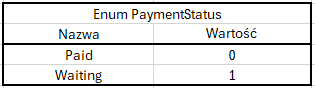 Enum PaymentStatus
Nazwa Wartość
Paid 0
Waiting 1